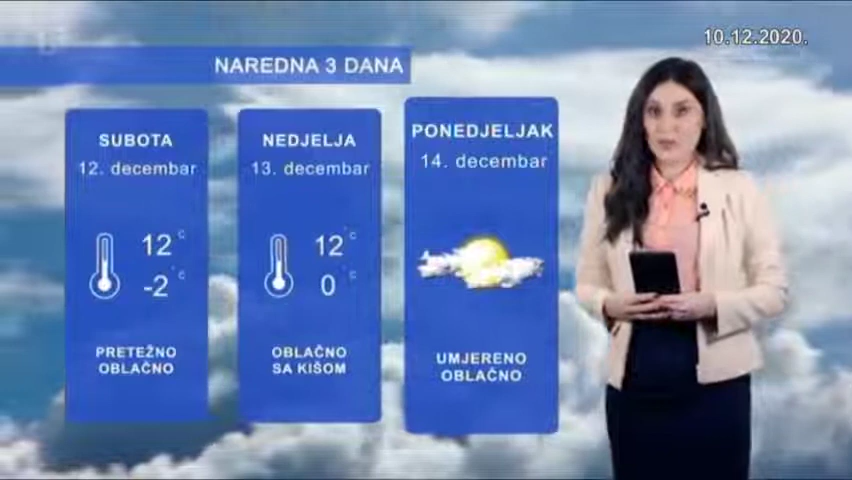 10.12.2020.
NAREDNA 3 DANA
SUBOTA
12. decembar
12 °C
-2 °C
PRETEŽNO
OBLAČNO
NEDJELJA
13. decembar
12 °C
0 °C
OBLAČNO
SA KIŠOM
PONEDJELJAK
14. decembar
UMJERENO
OBLAČNO